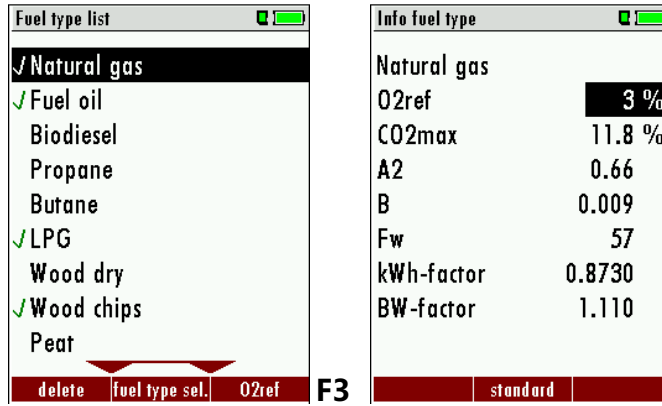 Fuel type list
√ Natural gas
√ Fuel oil
Biodiesel
Propane
Butane
√ LPG
Wood dry
√ Wood chips
Peat
delete fuel type sel. O2ref
F3
Info fuel type
Natural gas
O2ref 3 %
CO2max 11.8 %
A2 0.66
B 0.009
Fw 57
kWh-factor 0.8730
BW-factor 1.110
standard